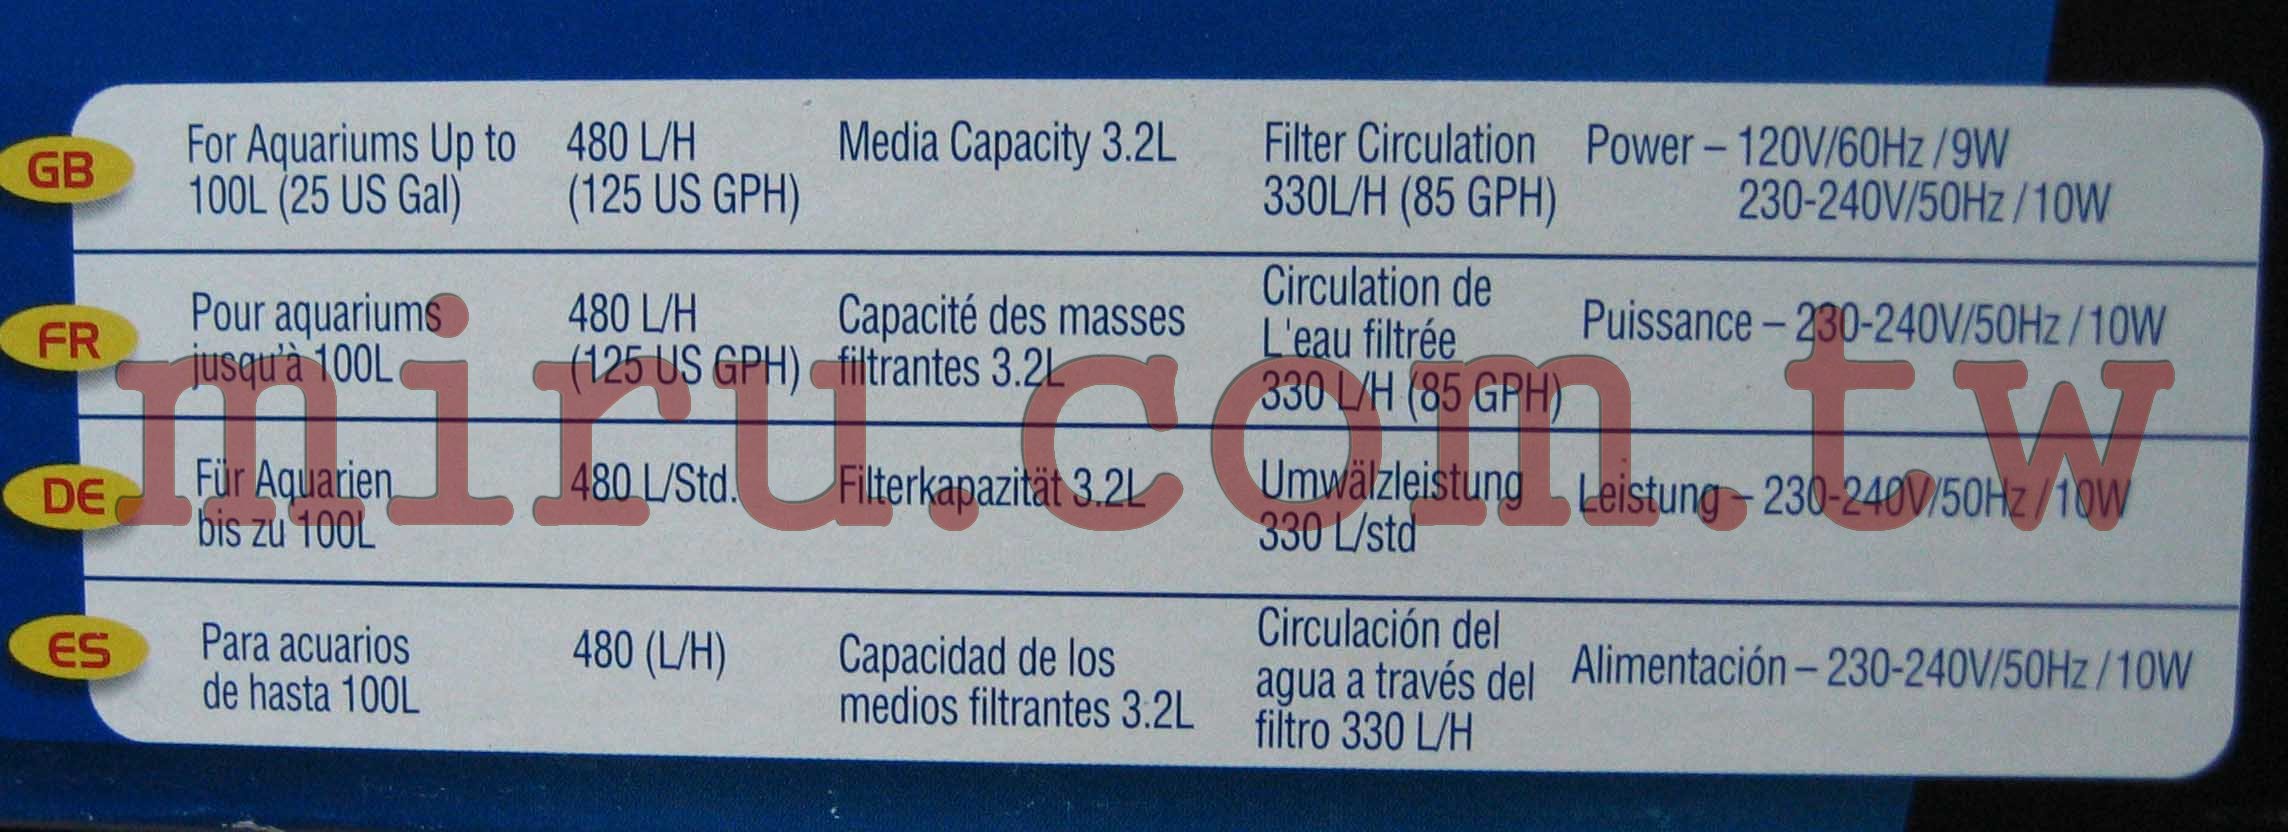 GB
For Aquariums Up to
100L (25 US Gal)
480 L/H
(125 US GPH)
Media Capacity 3.2L
Filter Circulation
330L/H (85 GPH)
Power – 120V/60Hz /9W
230-240V/50Hz /10W
FR
Pour aquariums
jusqu'à 100L
480 L/H
(125 US GPH)
Capacité des masses
filtrantes 3.2L
Circulation de
L'eau filtrée
330 L/H (85 GPH)
Puissance – 230-240V/50Hz /10W
miru.com.tw
DE
Für Aquarien
bis zu 100L
480 L/Std.
Filterkapazität 3.2L
Umwälzleistung
330 L/std
Leistung – 230-240V/50Hz /10W
ES
Para acuarios
de hasta 100L
480 (L/H)
Capacidad de los
medios filtrantes 3.2L
Circulación del
agua a través del
filtro 330 L/H
Alimentación – 230-240V/50Hz /10W